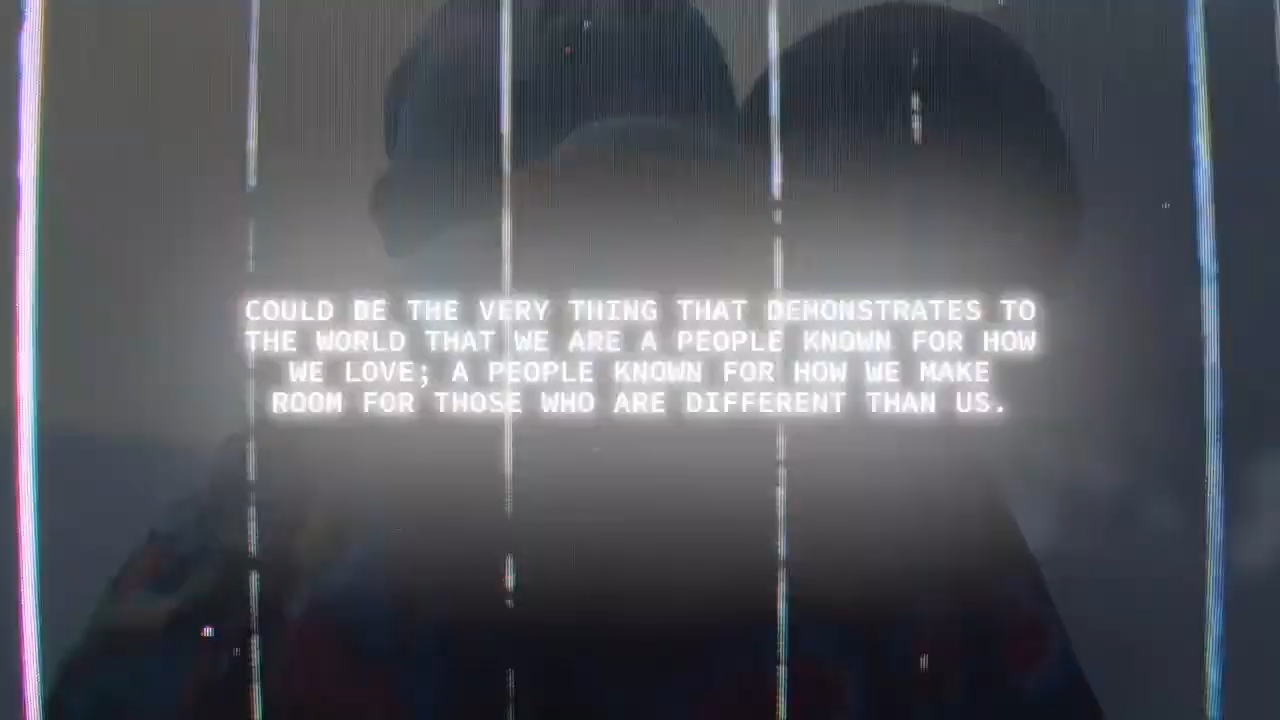 COULD BE THE VERY THING THAT DEMONSTRATES TO
THE WORLD THAT WE ARE A PEOPLE KNOWN FOR HOW
WE LOVE; A PEOPLE KNOWN FOR HOW WE MAKE
ROOM FOR THOSE WHO ARE DIFFERENT THAN US.